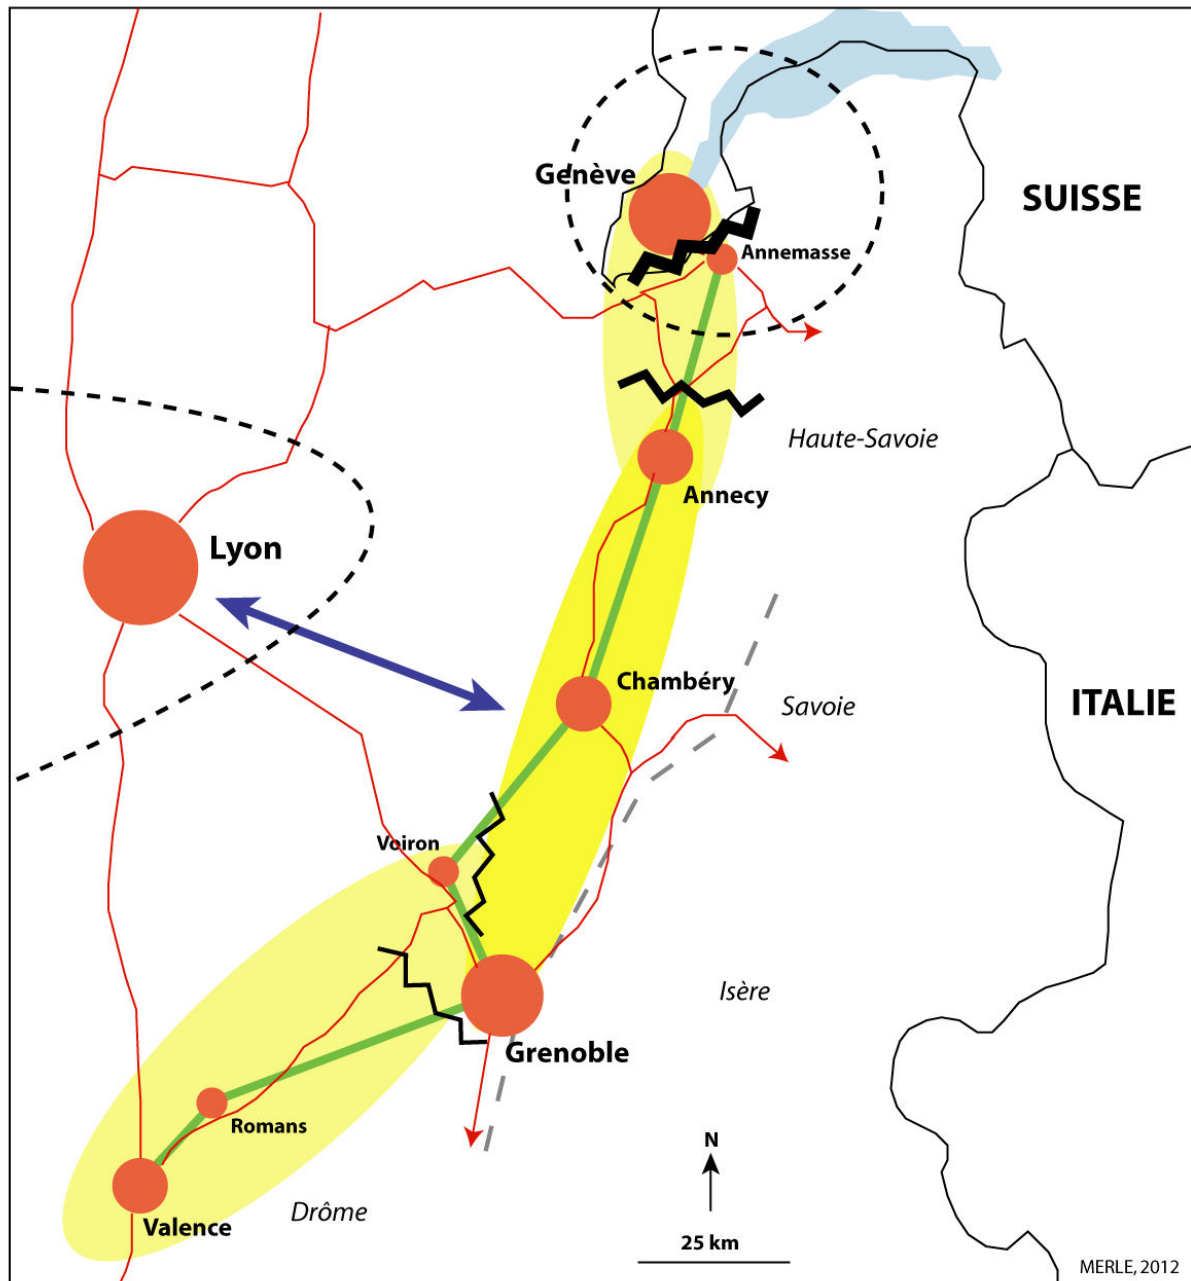 Genève
SUISSE
Annemasse
Haute-Savoie
Annecy
Lyon
Chambéry
Savoie
ITALIE
Voiron
Isère
Grenoble
Romans
N
Drôme
Valence
25 km
MERLE, 2012